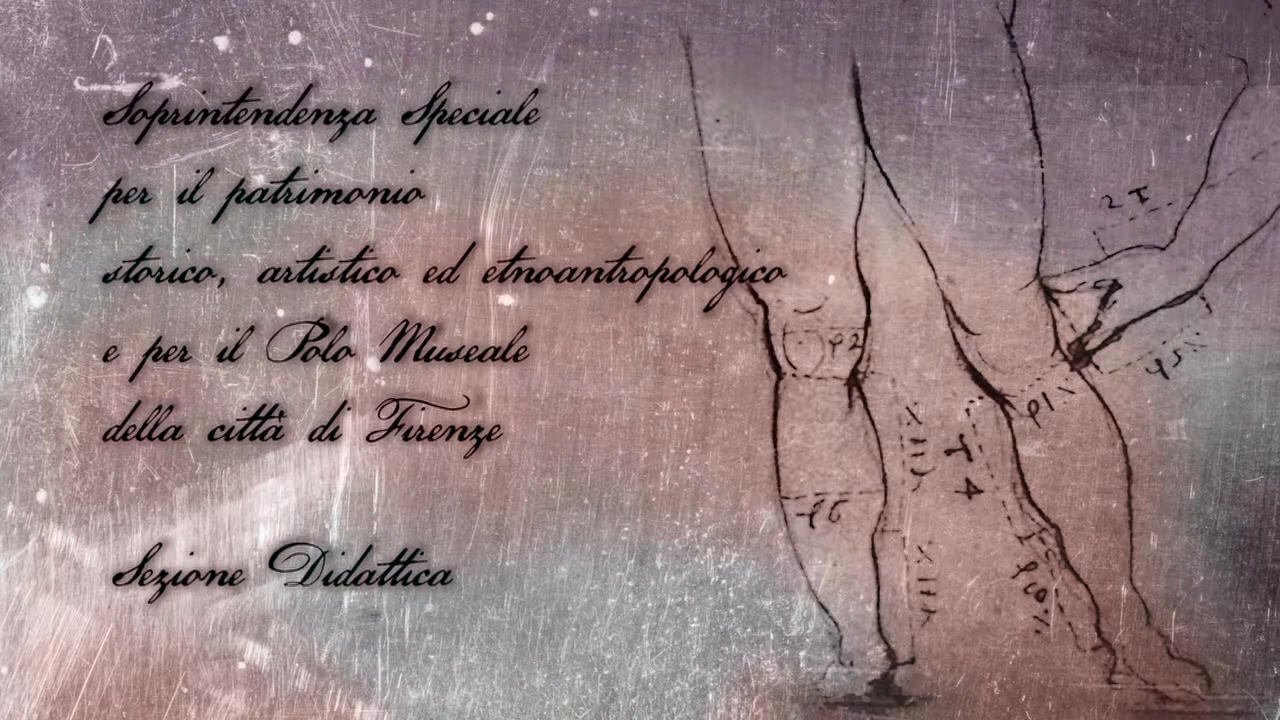 Soprintendenza Speciale
per il patrimonio
storico, artistico ed etnoantropologico
e per il Polo Museale
della città di Firenze
Sezione Didattica